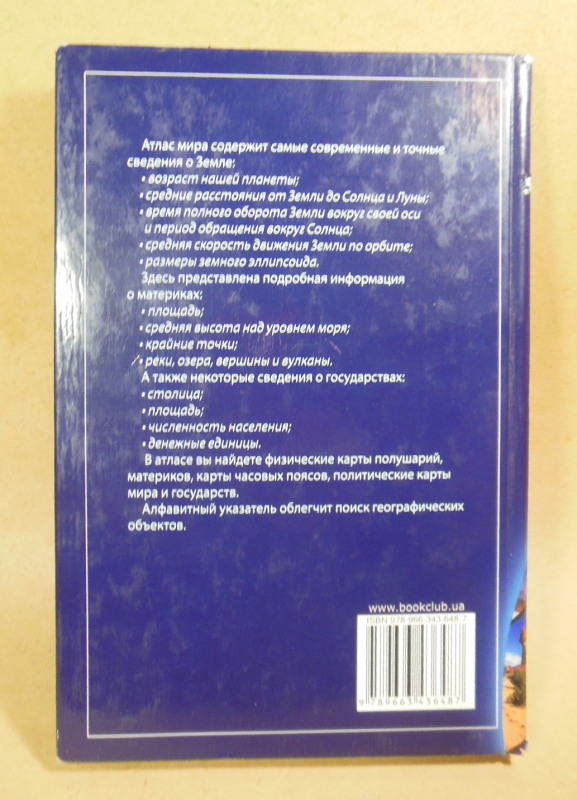 Атлас мира содержит самые современные и точные
сведения о Земле:
• возраст нашей планеты;
• средние расстояния от Земли до Солнца и Луны;
• время полного оборота Земли вокруг своей оси
и период обращения вокруг Солнца;
• средняя скорость движения Земли по орбите;
• размеры земного эллипсоида.
Здесь представлена подробная информация
о материках:
• площадь;
• средняя высота над уровнем моря;
• крайние точки;
• реки, озера, вершины и вулканы.
А также некоторые сведения о государствах:
• столица;
• площадь;
• численность населения;
• денежные единицы.
В атласе вы найдете физические карты полушарий,
материков, карты часовых поясов, политические карты
мира и государств.
Алфавитный указатель облегчит поиск географических
объектов.
www.bookclub.ua
ISBN 978-966-343-648-7
9 789663 436487